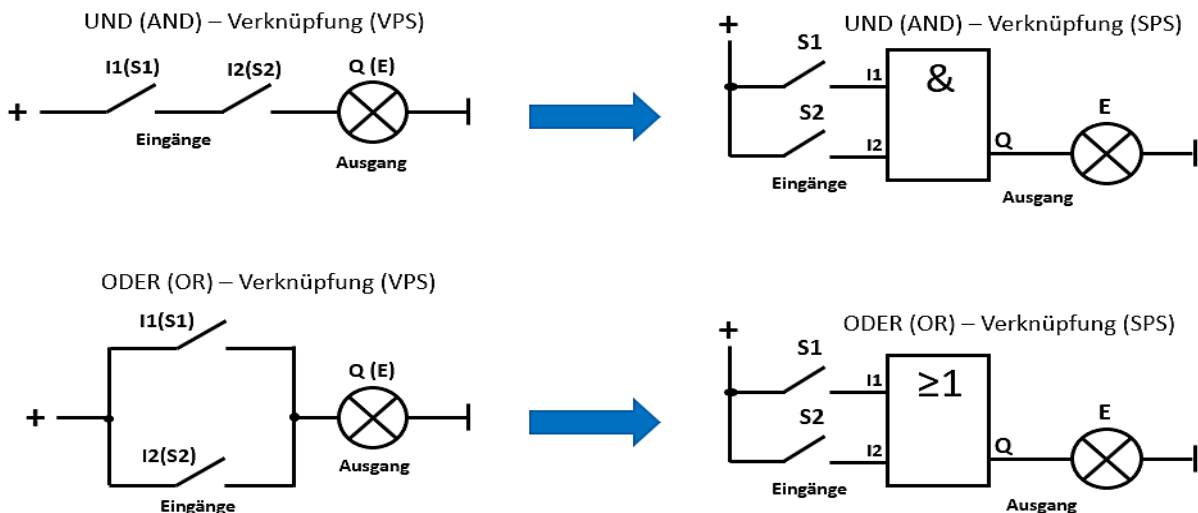 UND (AND) – Verknüpfung (VPS)
I1(S1)
I2(S2)
Q (E)
+
Eingänge
Ausgang
UND (AND) – Verknüpfung (SPS)
+
S1
I1
&
S2
I2
Q
E
Eingänge
Ausgang
ODER (OR) – Verknüpfung (VPS)
I1(S1)
Q (E)
+
I2(S2)
Ausgang
Eingänge
ODER (OR) – Verknüpfung (SPS)
+
S1
I1
≥1
S2
I2
Q
E
Eingänge
Ausgang